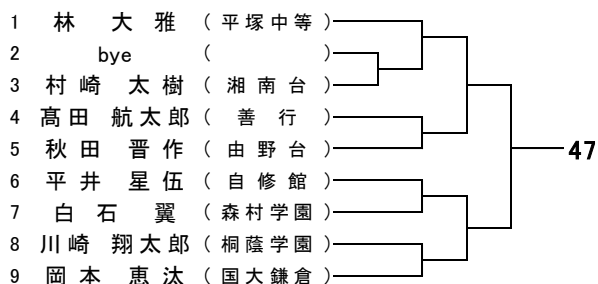 1 林 大 雅 ( 平塚中等 )
2 bye ( )
3 村崎 太樹 ( 湘南台 )
4 髙田 航太郎 ( 善 行 )
5 秋田 晋作 ( 由野台 )
6 平井 星伍 ( 自修館 )
7 白石 翼 ( 森村学園 )
8 川崎 翔太郎 ( 桐蔭学園 )
9 岡本 恵汰 ( 国大鎌倉 )
47